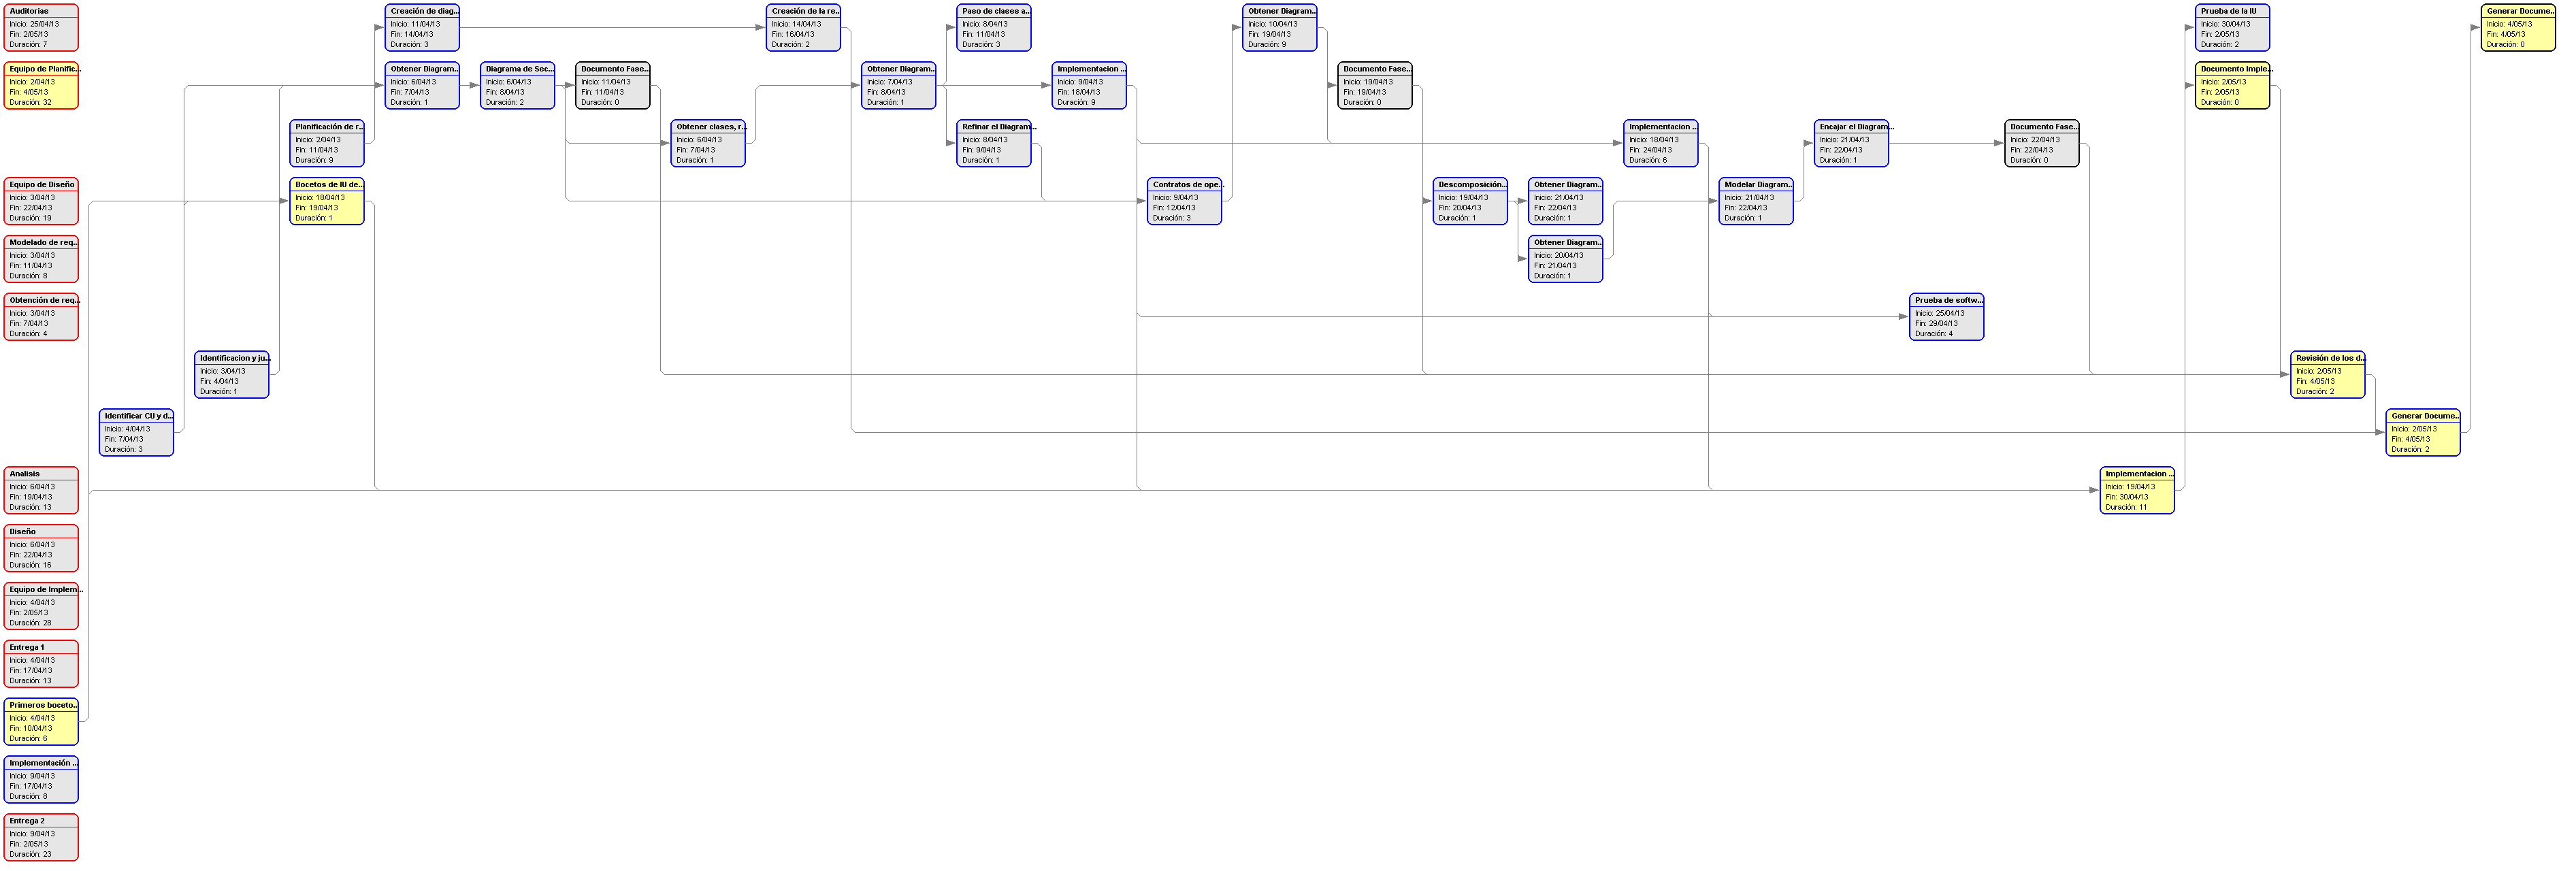 Auditorias
Inicio: 25/04/13
Fin: 2/05/13
Duración: 7
Creación de diag...
Inicio: 11/04/13
Fin: 14/04/13
Duración: 3
Creación de la re...
Inicio: 14/04/13
Fin: 16/04/13
Duración: 2
Paso de clases a...
Inicio: 8/04/13
Fin: 11/04/13
Duración: 3
Obtener Diagram...
Inicio: 10/04/13
Fin: 19/04/13
Duración: 9
Prueba de la IU
Inicio: 30/04/13
Fin: 2/05/13
Duración: 2
Generar Docume...
Inicio: 4/05/13
Fin: 4/05/13
Duración: 0
Equipo de Planific...
Inicio: 2/04/13
Fin: 4/05/13
Duración: 32
Obtener Diagram...
Inicio: 6/04/13
Fin: 7/04/13
Duración: 1
Diagrama de Sec...
Inicio: 6/04/13
Fin: 8/04/13
Duración: 2
Documento Fase...
Inicio: 11/04/13
Fin: 11/04/13
Duración: 0
Obtener Diagram...
Inicio: 7/04/13
Fin: 8/04/13
Duración: 1
Implementacion ...
Inicio: 9/04/13
Fin: 18/04/13
Duración: 9
Documento Fase...
Inicio: 19/04/13
Fin: 19/04/13
Duración: 0
Documento Imple...
Inicio: 2/05/13
Fin: 2/05/13
Duración: 0
Planificación de r...
Inicio: 2/04/13
Fin: 11/04/13
Duración: 9
Obtener clases, r...
Inicio: 6/04/13
Fin: 7/04/13
Duración: 1
Refinar el Diagram...
Inicio: 8/04/13
Fin: 9/04/13
Duración: 1
Implementacion ...
Inicio: 18/04/13
Fin: 24/04/13
Duración: 6
Encajar el Diagram...
Inicio: 21/04/13
Fin: 22/04/13
Duración: 1
Documento Fase...
Inicio: 22/04/13
Fin: 22/04/13
Duración: 0
Equipo de Diseño
Inicio: 3/04/13
Fin: 22/04/13
Duración: 19
Bocetos de IU de...
Inicio: 18/04/13
Fin: 19/04/13
Duración: 1
Contratos de ope...
Inicio: 9/04/13
Fin: 12/04/13
Duración: 3
Descomposición...
Inicio: 19/04/13
Fin: 20/04/13
Duración: 1
Obtener Diagram...
Inicio: 21/04/13
Fin: 22/04/13
Duración: 1
Modelar Diagram...
Inicio: 21/04/13
Fin: 22/04/13
Duración: 1
Modelado de req...
Inicio: 3/04/13
Fin: 11/04/13
Duración: 8
Obtener Diagram...
Inicio: 20/04/13
Fin: 21/04/13
Duración: 1
Obtención de req...
Inicio: 3/04/13
Fin: 7/04/13
Duración: 4
Prueba de softw...
Inicio: 25/04/13
Fin: 29/04/13
Duración: 4
Identificacion y ju...
Inicio: 3/04/13
Fin: 4/04/13
Duración: 1
Revisión de los d...
Inicio: 2/05/13
Fin: 4/05/13
Duración: 2
Identificar CU y d...
Inicio: 4/04/13
Fin: 7/04/13
Duración: 3
Generar Docume...
Inicio: 2/05/13
Fin: 4/05/13
Duración: 2
Analisis
Inicio: 6/04/13
Fin: 19/04/13
Duración: 13
Implementacion ...
Inicio: 19/04/13
Fin: 30/04/13
Duración: 11
Diseño
Inicio: 6/04/13
Fin: 22/04/13
Duración: 16
Equipo de Implem...
Inicio: 4/04/13
Fin: 2/05/13
Duración: 28
Entrega 1
Inicio: 4/04/13
Fin: 17/04/13
Duración: 13
Primeros boceto...
Inicio: 4/04/13
Fin: 10/04/13
Duración: 6
Implementación ...
Inicio: 9/04/13
Fin: 17/04/13
Duración: 8
Entrega 2
Inicio: 9/04/13
Fin: 2/05/13
Duración: 23